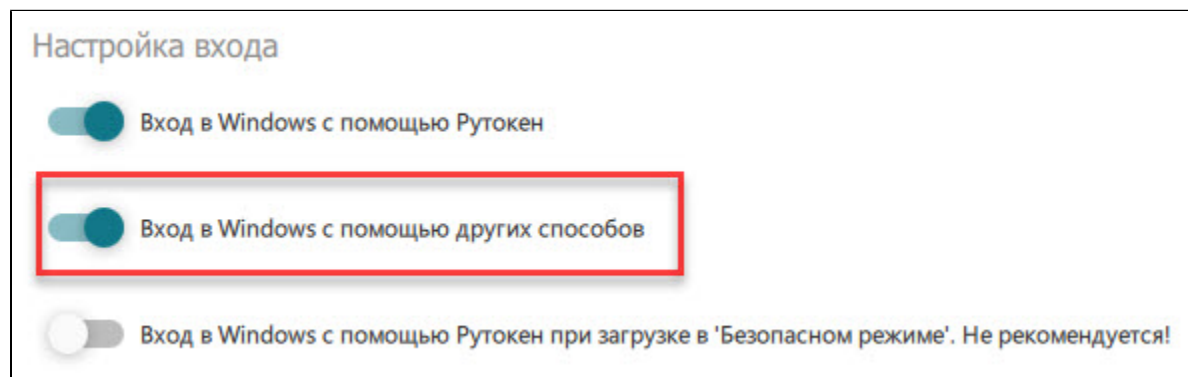 Настройка входа
Вход в Windows с помощью Рутокен
Вход в Windows с помощью других способов
Вход в Windows с помощью Рутокен при загрузке в 'Безопасном режиме'. Не рекомендуется!